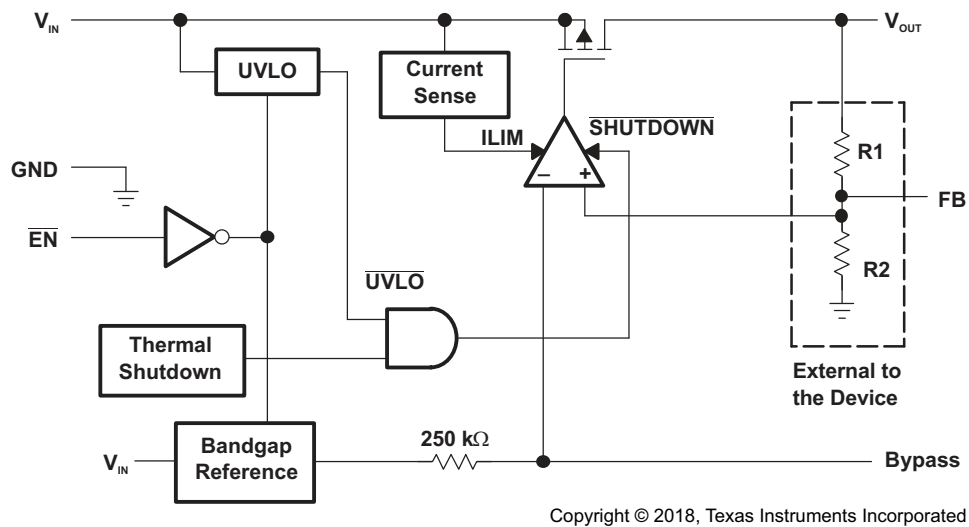 VIN
VOUT
UVLO
Current
Sense
ILIM
SHUTDOWN
R1
GND
−
+
FB
EN
R2
UVLO
Thermal
Shutdown
External to
the Device
250 kΩ
VIN
Bandgap
Reference
Bypass
Copyright © 2018, Texas Instruments Incorporated